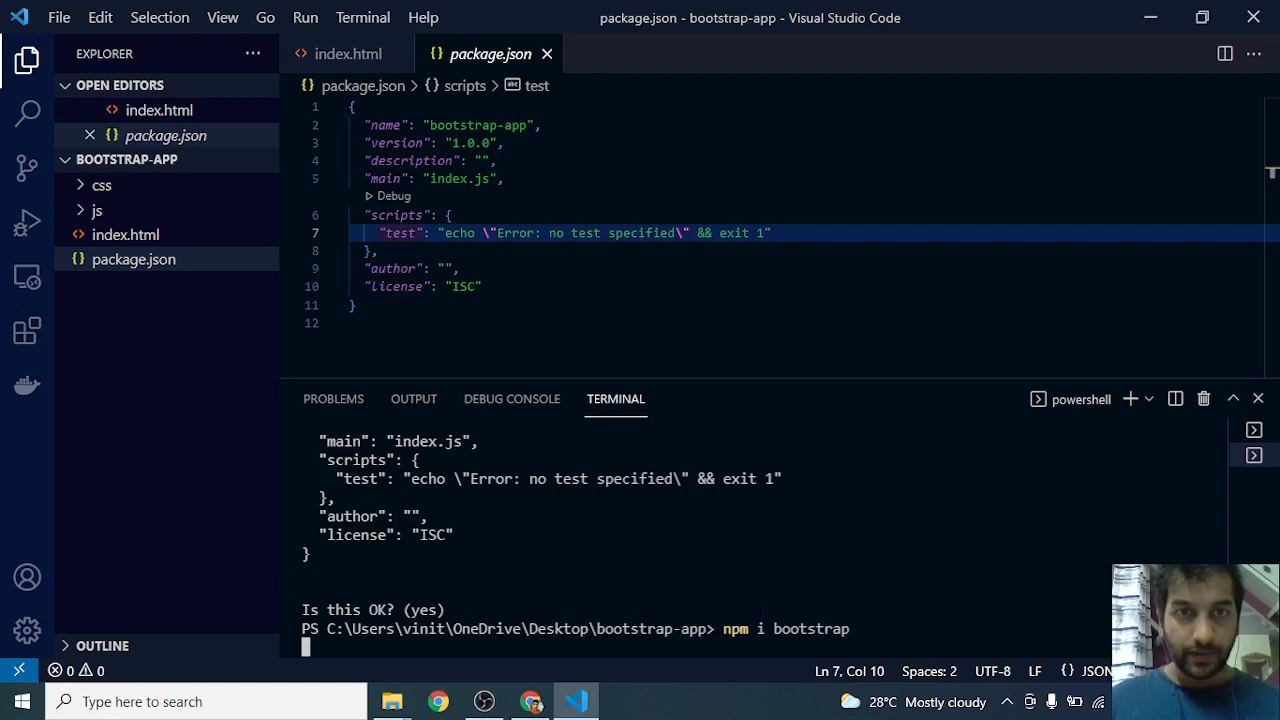 File Edit Selection View Go Run Terminal Help
package.json - bootstrap-app - Visual Studio Code
EXPLORER
OPEN EDITORS
index.html
package.json
BOOTSTRAP-APP
css
js
index.html
package.json
OUTLINE
index.html
package.json
package.json > scripts > test
1 {
2 "name": "bootstrap-app",
3 "version": "1.0.0",
4 "description": "",
5 "main": "index.js",
Debug
6 "scripts": {
7 "test": "echo \"Error: no test specified\" && exit 1"
8 },
9 "author": "",
10 "license": "ISC"
11 }
12
PROBLEMS OUTPUT DEBUG CONSOLE TERMINAL
powershell
"main": "index.js",
"scripts": {
"test": "echo \"Error: no test specified\" && exit 1"
},
"author": "",
"license": "ISC"
}
Is this OK? (yes)
PS C:\Users\vinit\OneDrive\Desktop\bootstrap-app> npm i bootstrap
0 0
Ln 7, Col 10 Spaces: 2 UTF-8 LF {} JSON
Type here to search
28°C Mostly cloudy